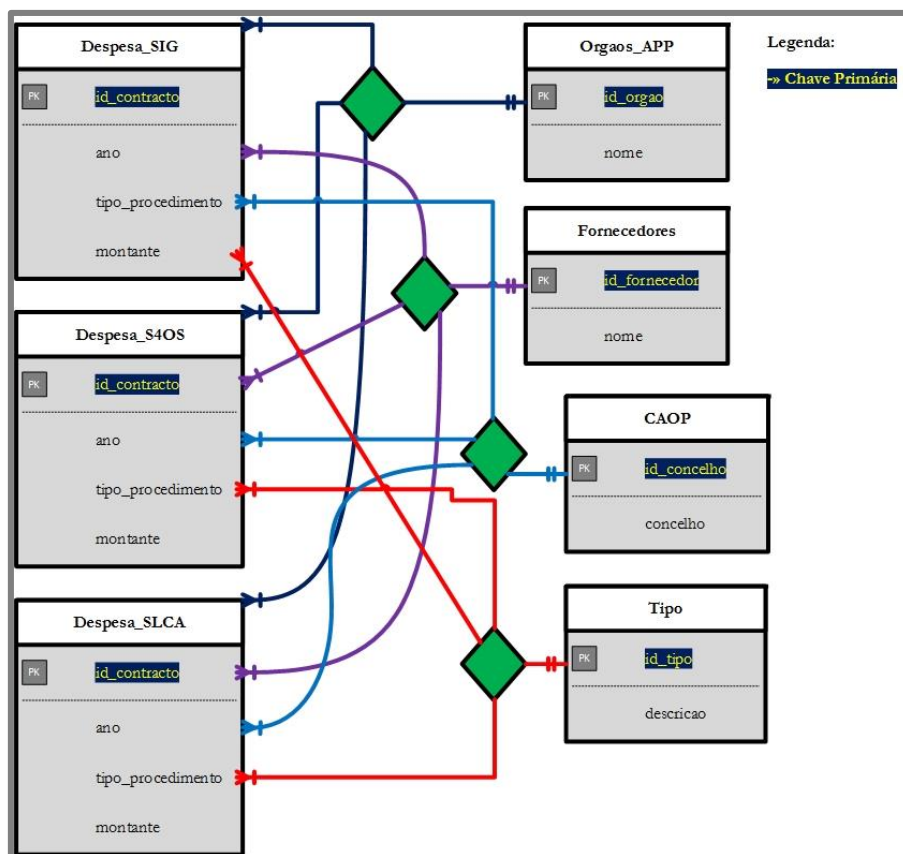 Despesa_SIG
PK id_contracto
ano
tipo_procedimento
montante
Despesa_S4OS
PK id_contracto
ano
tipo_procedimento
montante
Despesa_SLCA
PK id_contracto
ano
tipo_procedimento
montante
Orgaos_APP
PK id_orgao
nome
Fornecedores
PK id_fornecedor
nome
CAOP
PK id_concelho
concelho
Tipo
PK id_tipo
descricao
Legenda:
-» Chave Primária